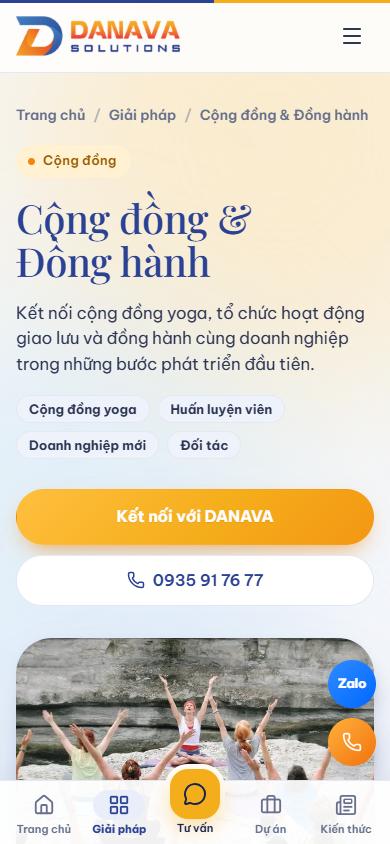 DANAVA
SOLUTIONS
Trang chủ / Giải pháp / Cộng đồng & Đồng hành
Cộng đồng
Cộng đồng &
Đồng hành
Kết nối cộng đồng yoga, tổ chức hoạt động
giao lưu và đồng hành cùng doanh nghiệp
trong những bước phát triển đầu tiên.
Cộng đồng yoga
Huấn luyện viên
Doanh nghiệp mới
Đối tác
Kết nối với DANAVA
0935 91 76 77
Zalo
Trang chủ
Giải pháp
Tư vấn
Dự án
Kiến thức